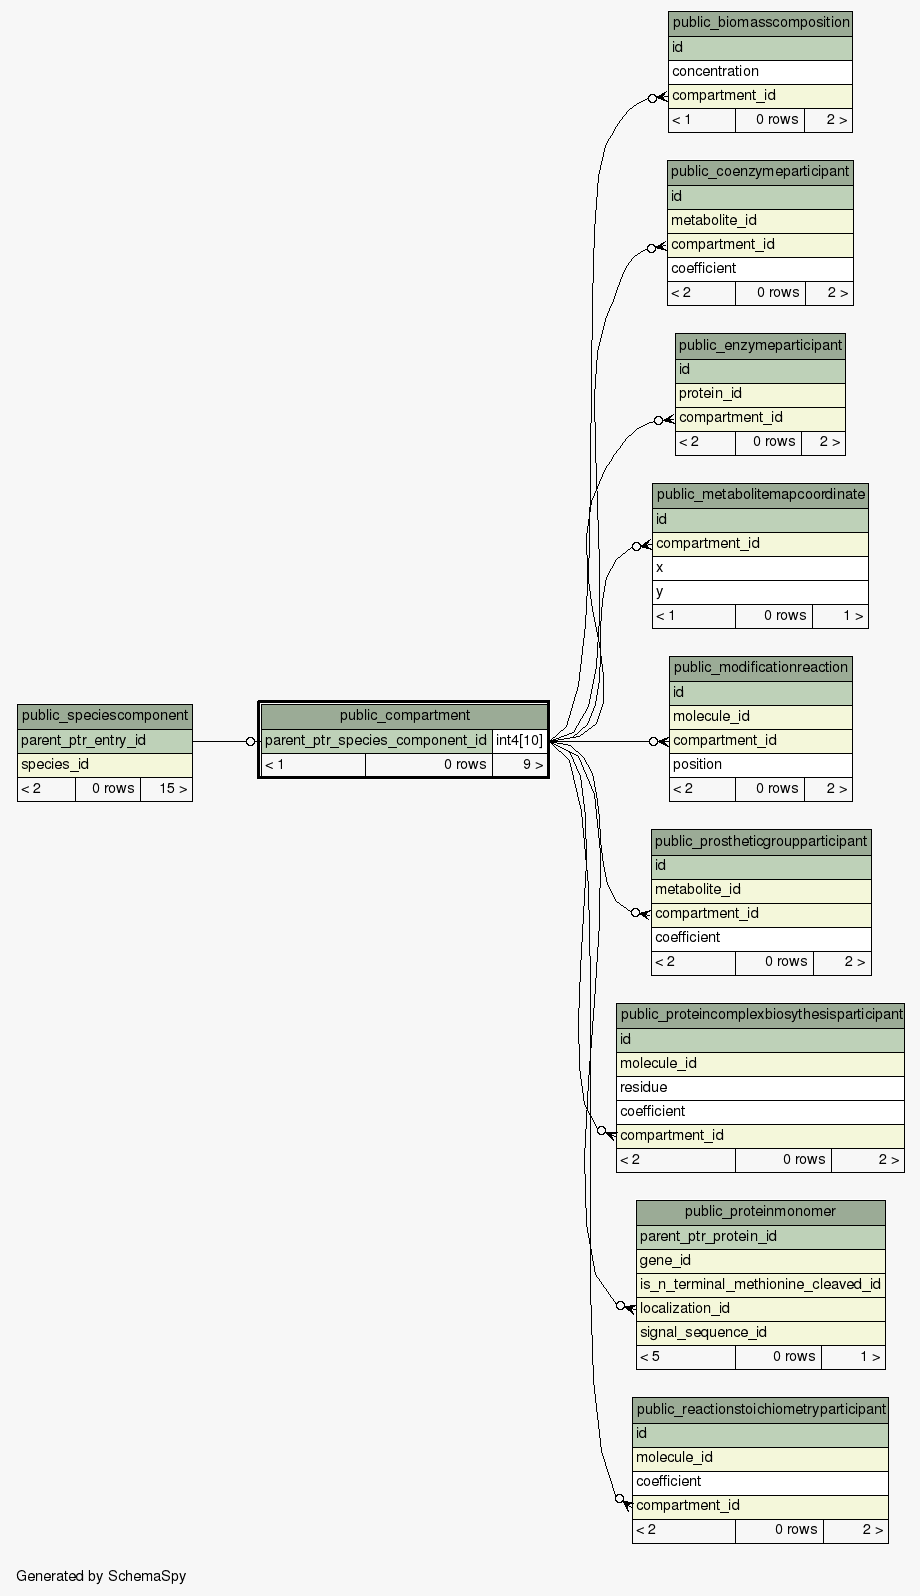 public_biomasscomposition
id
concentration
compartment_id
< 1 0 rows 2 >
public_coenzymeparticipant
id
metabolite_id
compartment_id
coefficient
< 2 0 rows 2 >
public_enzymeparticipant
id
protein_id
compartment_id
< 2 0 rows 2 >
public_metabolitemapcoordinate
id
compartment_id
x
y
< 1 0 rows 1 >
public_modificationreaction
id
molecule_id
compartment_id
position
< 2 0 rows 2 >
public_speciescomponent
parent_ptr_entry_id
species_id
< 2 0 rows 15 >
public_compartment
parent_ptr_species_component_id int4[10]
< 1 0 rows 9 >
public_prostheticgroupparticipant
id
metabolite_id
compartment_id
coefficient
< 2 0 rows 2 >
public_proteincomplexbiosythesisparticipant
id
molecule_id
residue
coefficient
compartment_id
< 2 0 rows 2 >
public_proteinmonomer
parent_ptr_protein_id
gene_id
is_n_terminal_methionine_cleaved_id
localization_id
signal_sequence_id
< 5 0 rows 1 >
public_reactionstoichiometryparticipant
id
molecule_id
coefficient
compartment_id
< 2 0 rows 2 >
Generated by SchemaSpy